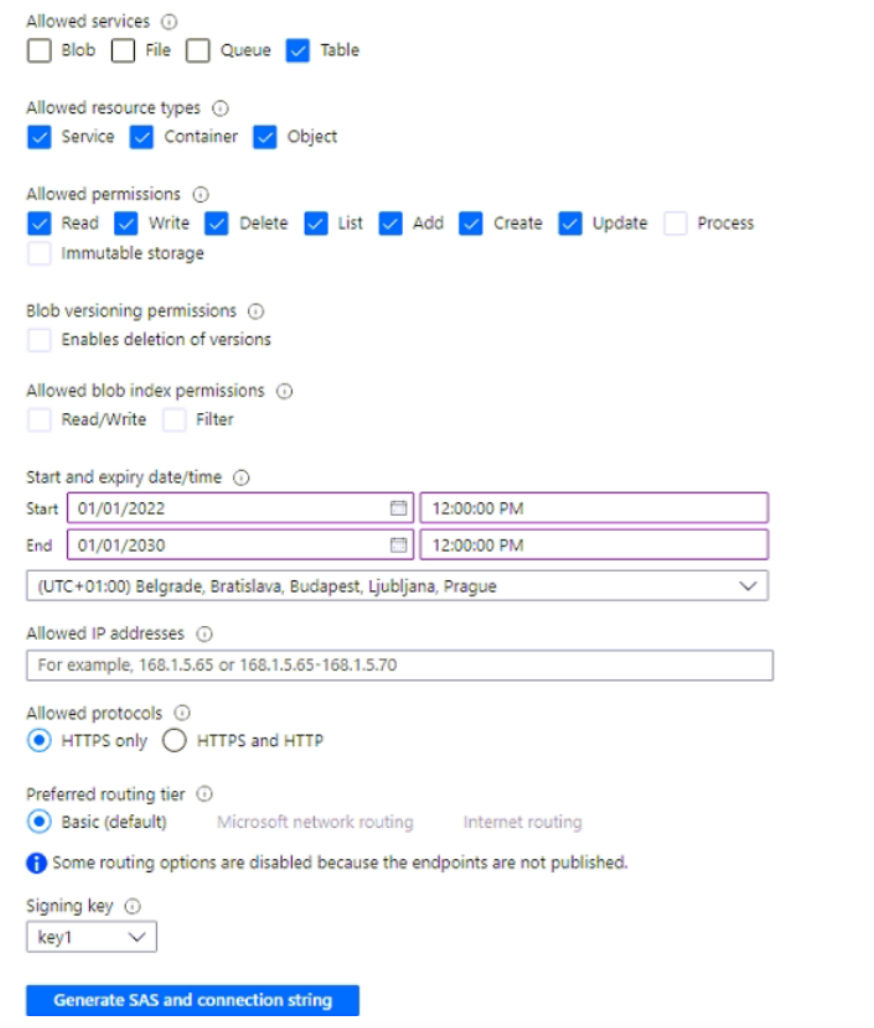 Allowed services
Blob File Queue Table
Allowed resource types
Service Container Object
Allowed permissions
Read Write Delete List Add Create Update Process
Immutable storage
Blob versioning permissions
Enables deletion of versions
Allowed blob index permissions
Read/Write Filter
Start and expiry date/time
Start 01/01/2022 12:00:00 PM
End 01/01/2030 12:00:00 PM
(UTC+01:00) Belgrade, Bratislava, Budapest, Ljubljana, Prague
Allowed IP addresses
For example, 168.1.5.65 or 168.1.5.65-168.1.5.70
Allowed protocols
HTTPS only HTTPS and HTTP
Preferred routing tier
Basic (default) Microsoft network routing Internet routing
Some routing options are disabled because the endpoints are not published.
Signing key
key1
Generate SAS and connection string